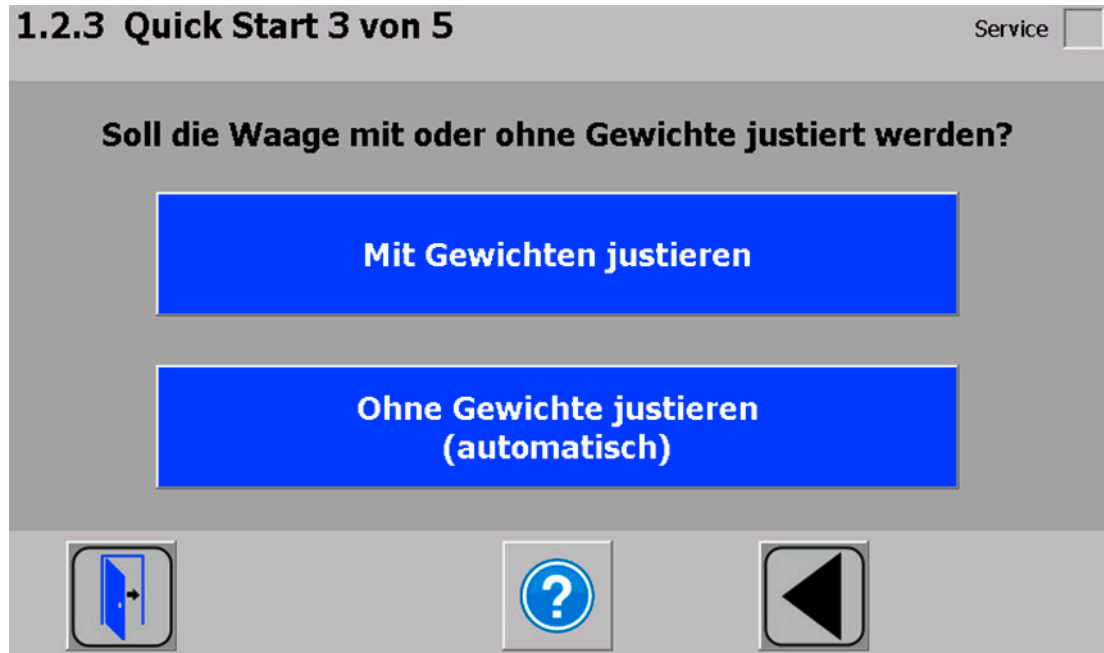 1.2.3 Quick Start 3 von 5
Service
Soll die Waage mit oder ohne Gewichte justiert werden?
Mit Gewichten justieren
Ohne Gewichte justieren
(automatisch)
?